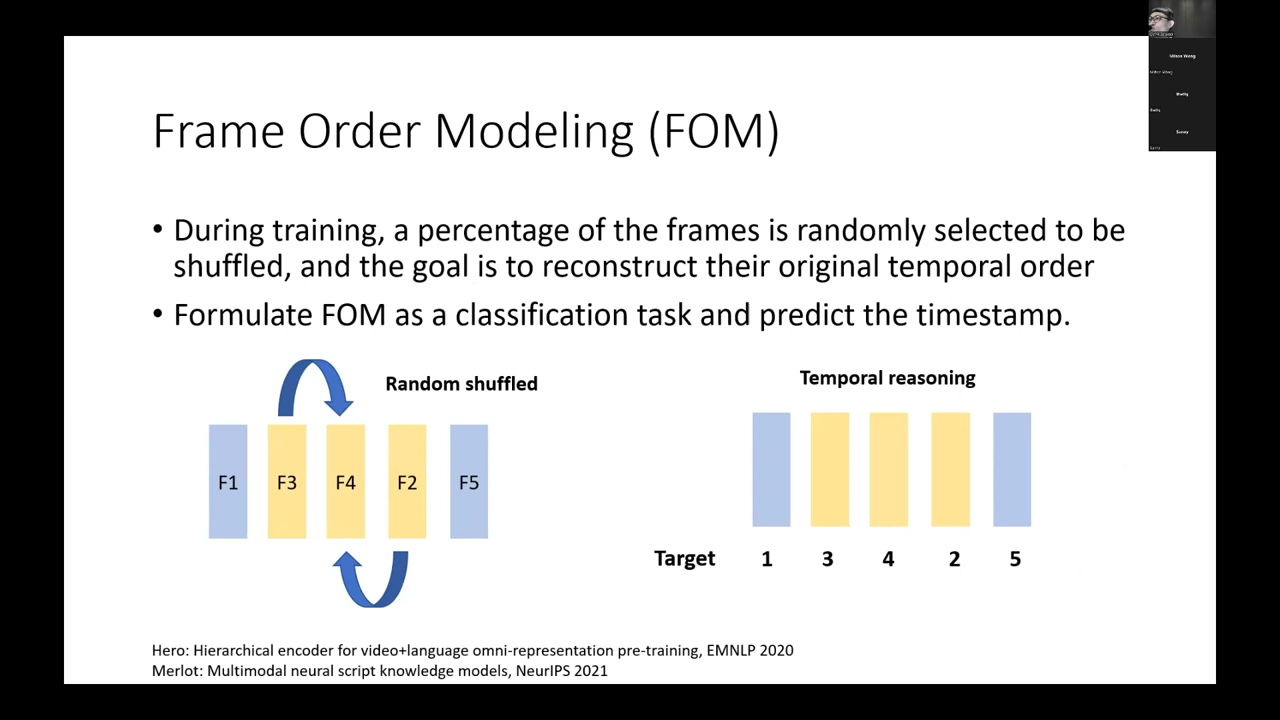 Frame Order Modeling (FOM)
• During training, a percentage of the frames is randomly selected to be
shuffled, and the goal is to reconstruct their original temporal order
• Formulate FOM as a classification task and predict the timestamp.
Random shuffled
F1 F3 F4 F2 F5
Temporal reasoning
Target 1 3 4 2 5
Hero: Hierarchical encoder for video+language omni-representation pre-training, EMNLP 2020
Merlot: Multimodal neural script knowledge models, NeurIPS 2021